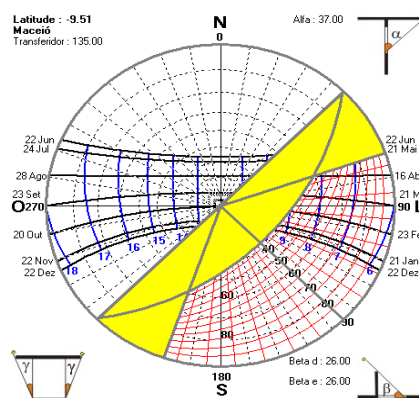 Latitude : -9.51
Maceió
Transferidor : 135.00
N
0
Alfa : 37.00
α
22 Jun
24 Jul
28 Ago
23 Set
O 270
20 Out
22 Nov
22 Dez
22 Jun
21 Mai
16 Ab
21 M
90 L
23 Fe
21 Jan
22 Dez
18
17
16
15
9
8
7
6
40
50
60
80
90
180
S
γ
γ
Beta d : 26.00
Beta e : 26.00
β